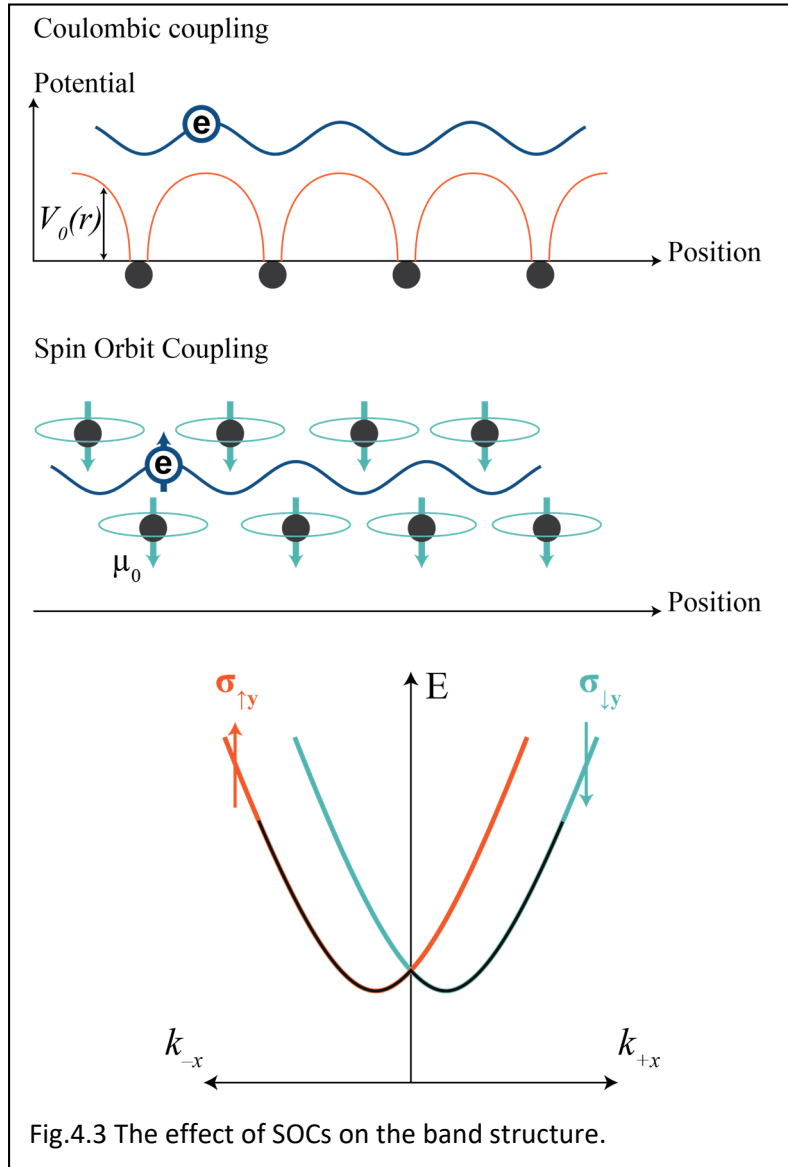 Coulombic coupling
Potential
e
V₀(r)
Position
Spin Orbit Coupling
e
μ₀
Position
σ↑y
E
σ↓y
k₋ₓ
k₊ₓ
Fig.4.3 The effect of SOCs on the band structure.